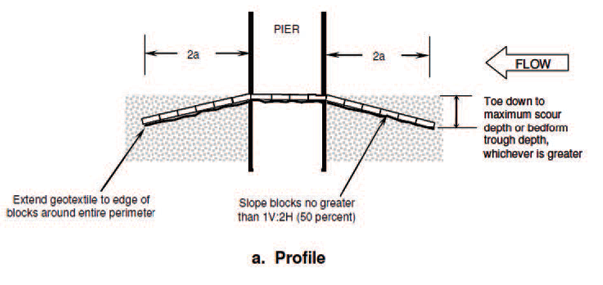 PIER
2a
2a
FLOW
Toe down to
maximum scour
depth or bedform
trough depth,
whichever is greater
Extend geotextile to edge of
blocks around entire perimeter
Slope blocks no greater
than 1V:2H (50 percent)
a. Profile